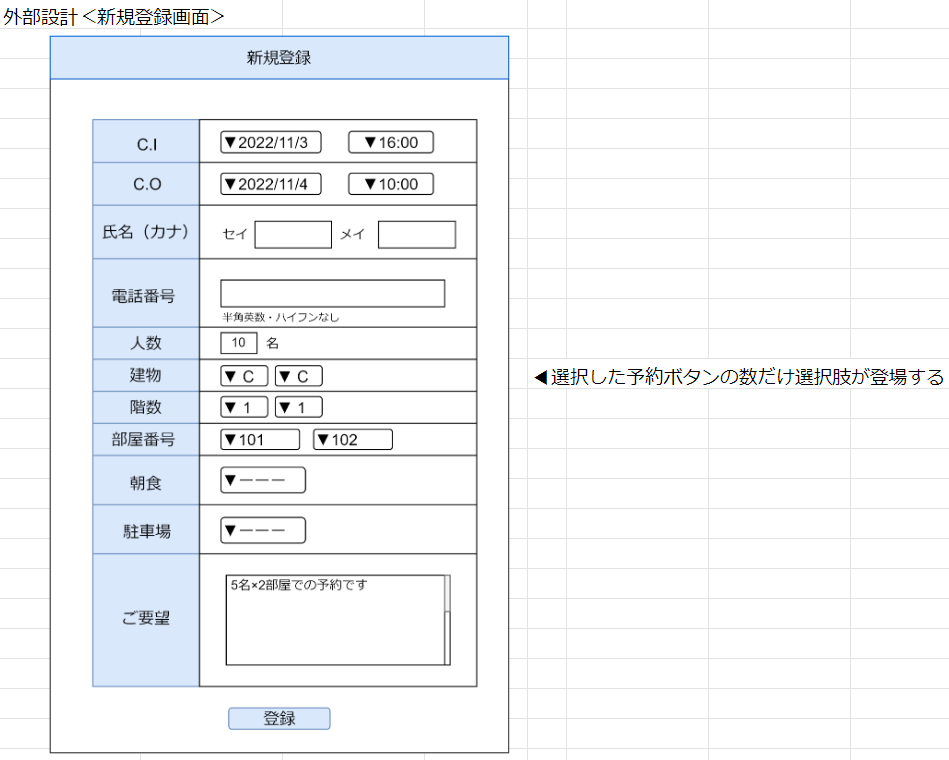 外部設計＜新規登録画面＞
新規登録
C.I ▼2022/11/3 ▼16:00
C.O ▼2022/11/4 ▼10:00
氏名（カナ） セイ メイ
電話番号
半角英数・ハイフンなし
人数 10 名
建物 ▼ C ▼ C
◀選択した予約ボタンの数だけ選択肢が登場する
階数 ▼ 1 ▼ 1
部屋番号 ▼101 ▼102
朝食 ▼ーーー
駐車場 ▼ーーー
5名×2部屋での予約です
ご要望
登録